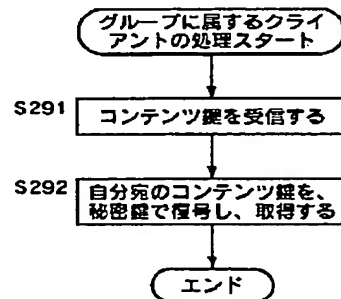 グループに属するクライ
アントの処理スタート
S291
コンテンツ鍵を受信する
S292
自分宛のコンテンツ鍵を、
秘密鍵で復号し、取得する
エンド